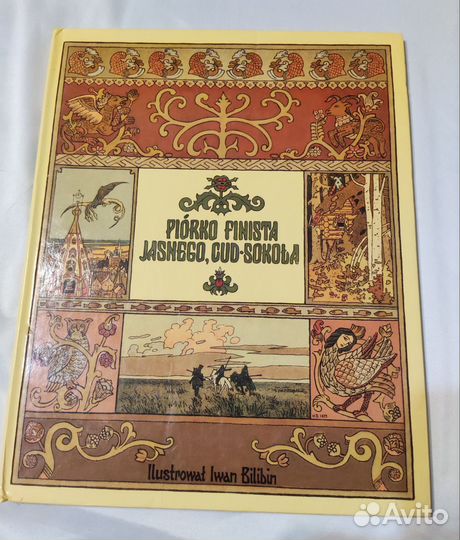 PIÓRKO FINISTA
JASNEGO, CUD-SOKOŁA
Ilustrował Iwan Bilibin
Avito